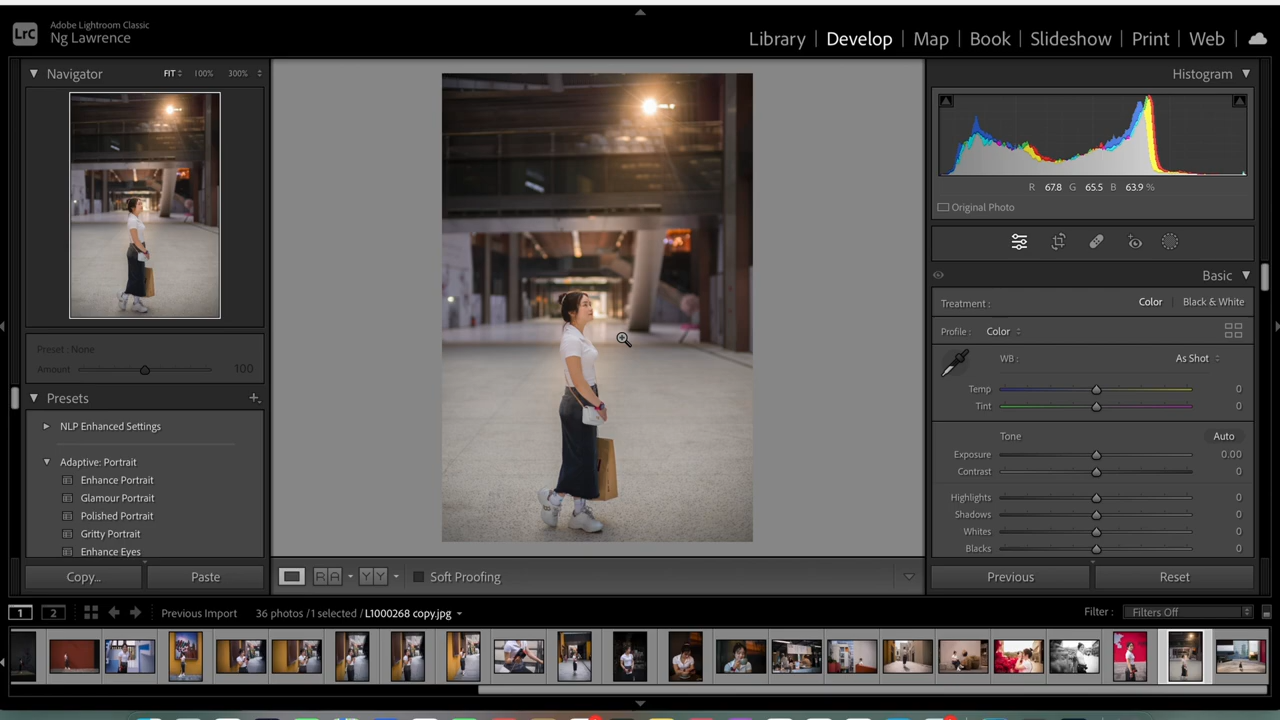 LrC
Adobe Lightroom Classic
Ng Lawrence
Library | Develop | Map | Book | Slideshow | Print | Web
Navigator FIT 100% 300%
Histogram
R 67.8 G 65.5 B 63.9 %
Original Photo
Basic
Treatment : Color | Black & White
Profile : Color
WB : As Shot
Temp 0
Tint 0
Tone Auto
Exposure 0.00
Contrast 0
Highlights 0
Shadows 0
Whites 0
Blacks 0
Preset : None
Amount 100
Presets
NLP Enhanced Settings
Adaptive: Portrait
Enhance Portrait
Glamour Portrait
Polished Portrait
Gritty Portrait
Enhance Eyes
Copy... Paste
R A Y Y Soft Proofing
Previous Reset
1 2 Previous Import 36 photos / 1 selected / L1000268 copy.jpg Filter : Filters Off